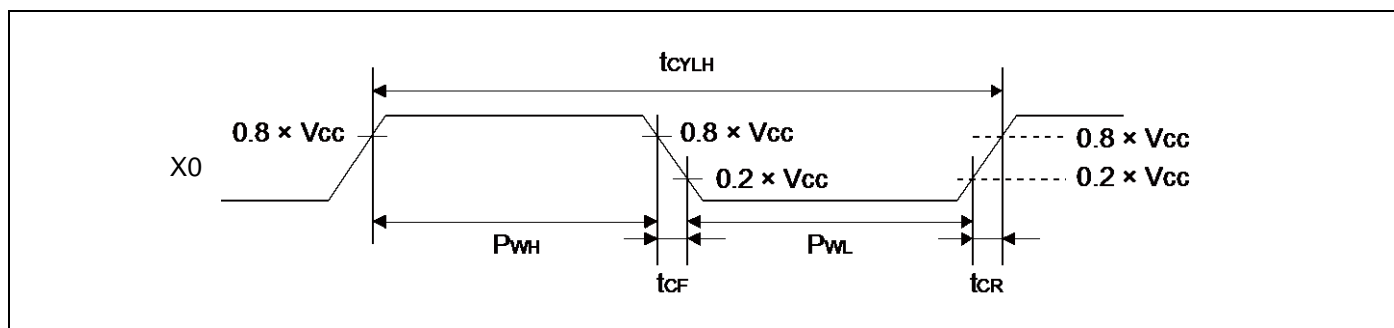 tCYLH
0.8 × VCC
0.8 × VCC
0.8 × VCC
X0
0.2 × VCC
0.2 × VCC
PWH
PWL
tCF
tCR